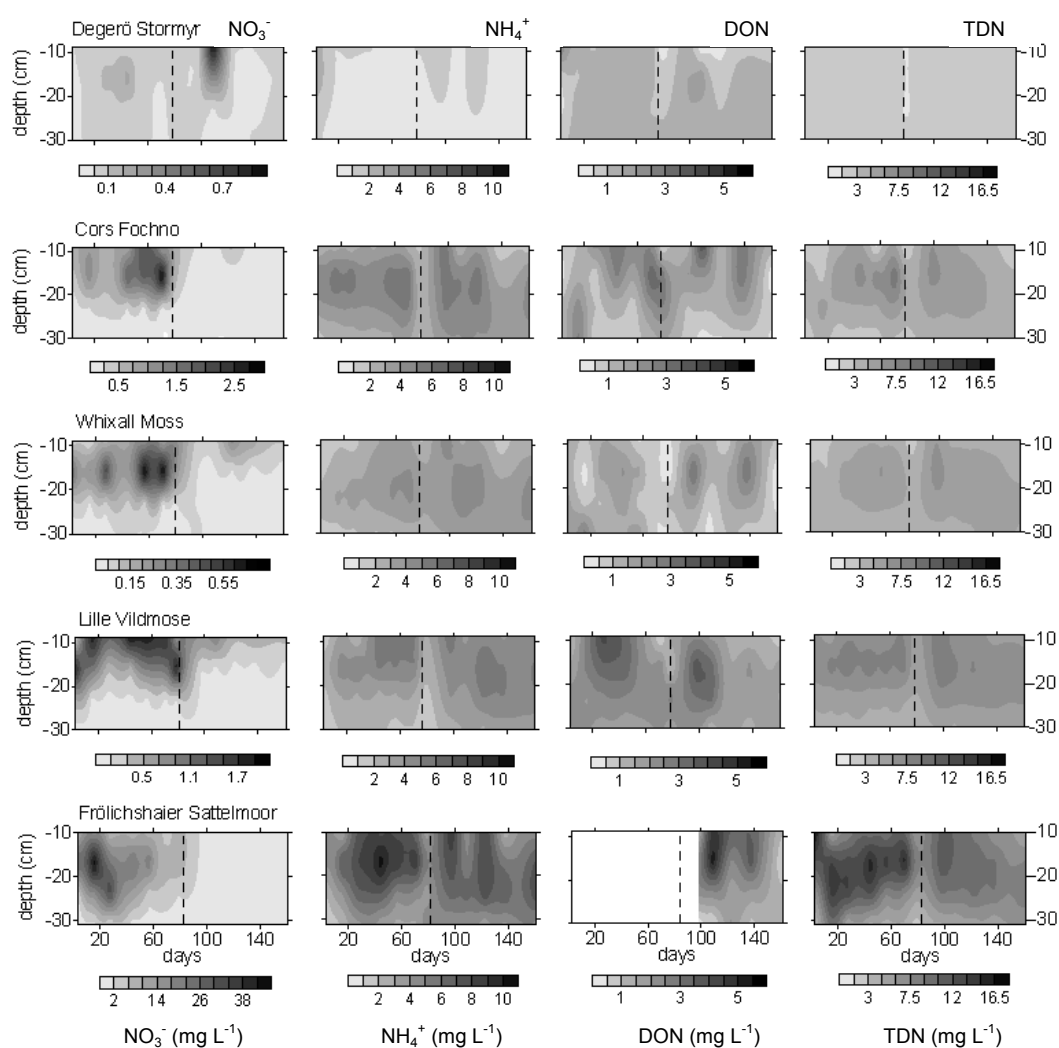 Degerö Stormyr NO₃⁻ NH₄⁺ DON TDN
depth (cm) -10 -20 -30 -10 -20 -30
0.1 0.4 0.7 2 4 6 8 10 1 3 5 3 7.5 12 16.5
Cors Fochno
depth (cm) -10 -20 -30 -10 -20 -30
0.5 1.5 2.5 2 4 6 8 10 1 3 5 3 7.5 12 16.5
Whixall Moss
depth (cm) -10 -20 -30 -10 -20 -30
0.15 0.35 0.55 2 4 6 8 10 1 3 5 3 7.5 12 16.5
Lille Vildmose
depth (cm) -10 -20 -30 -10 -20 -30
0.5 1.1 1.7 2 4 6 8 10 1 3 5 3 7.5 12 16.5
Frölichshaier Sattelmoor
depth (cm) -10 -20 -30 -10 -20 -30
20 60 100 140 20 60 100 140 20 60 100 140 20 60 100 140
days days days days
2 14 26 38 2 4 6 8 10 1 3 5 3 7.5 12 16.5
NO₃⁻ (mg L⁻¹) NH₄⁺ (mg L⁻¹) DON (mg L⁻¹) TDN (mg L⁻¹)